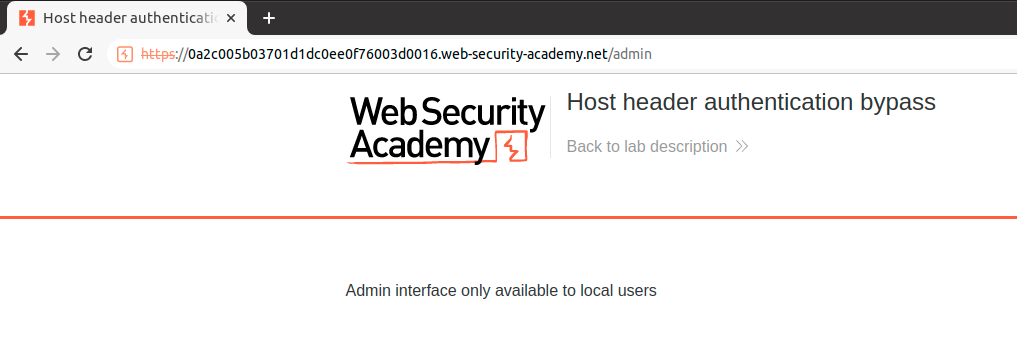 Host header authenticatio
https://0a2c005b03701d1dc0ee0f76003d0016.web-security-academy.net/admin
Web Security
Academy
Host header authentication bypass
Back to lab description
Admin interface only available to local users